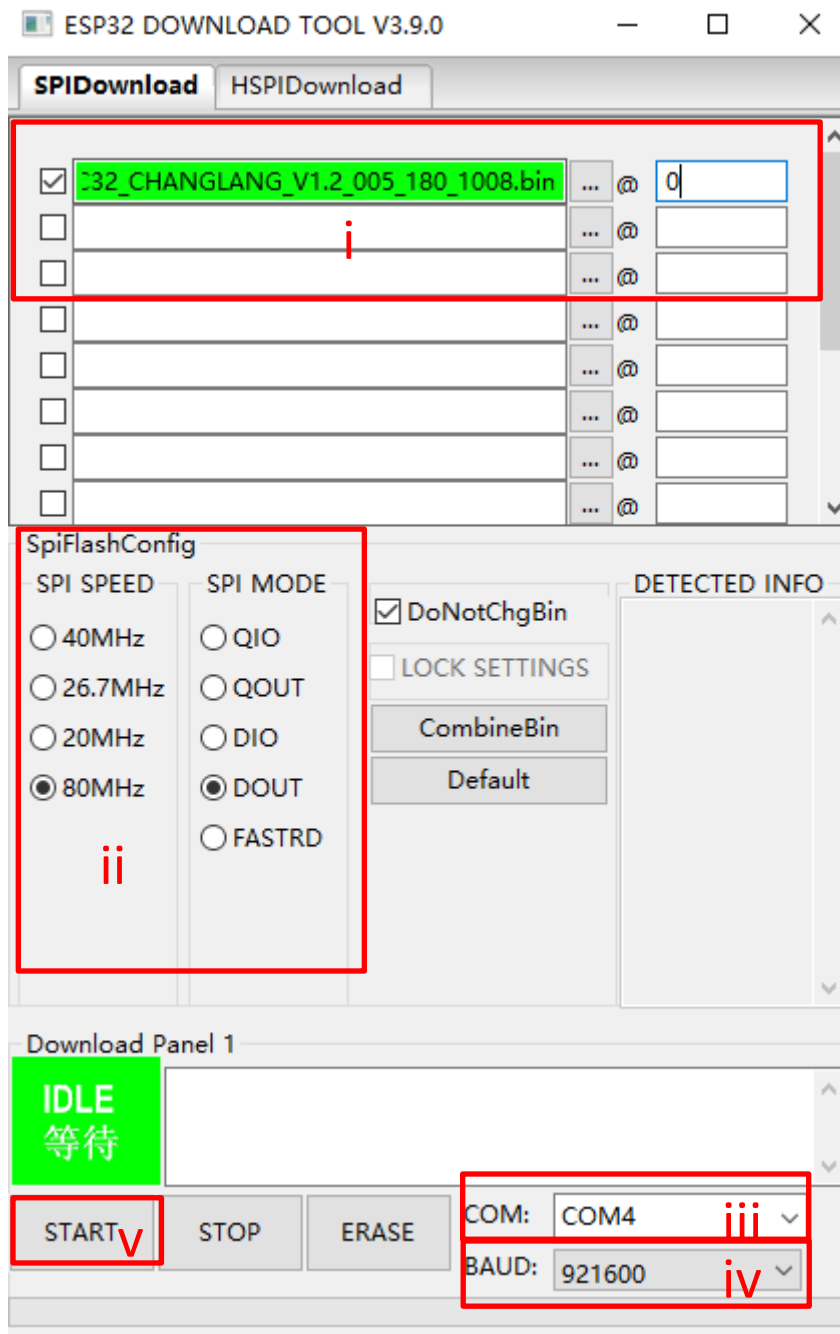 ESP32 DOWNLOAD TOOL V3.9.0
SPIDownload HSPIDownload
C32_CHANGLANG_V1.2_005_180_1008.bin ... @ 0
... @
i
... @
... @
... @
... @
... @
... @
SpiFlashConfig
SPI SPEED SPI MODE DETECTED INFO
DoNotChgBin
40MHz QIO
LOCK SETTINGS
26.7MHz QOUT
CombineBin
20MHz DIO
Default
80MHz DOUT
FASTRD
ii
Download Panel 1
IDLE
等待
COM: COM4 iii
START v STOP ERASE
BAUD: 921600 iv